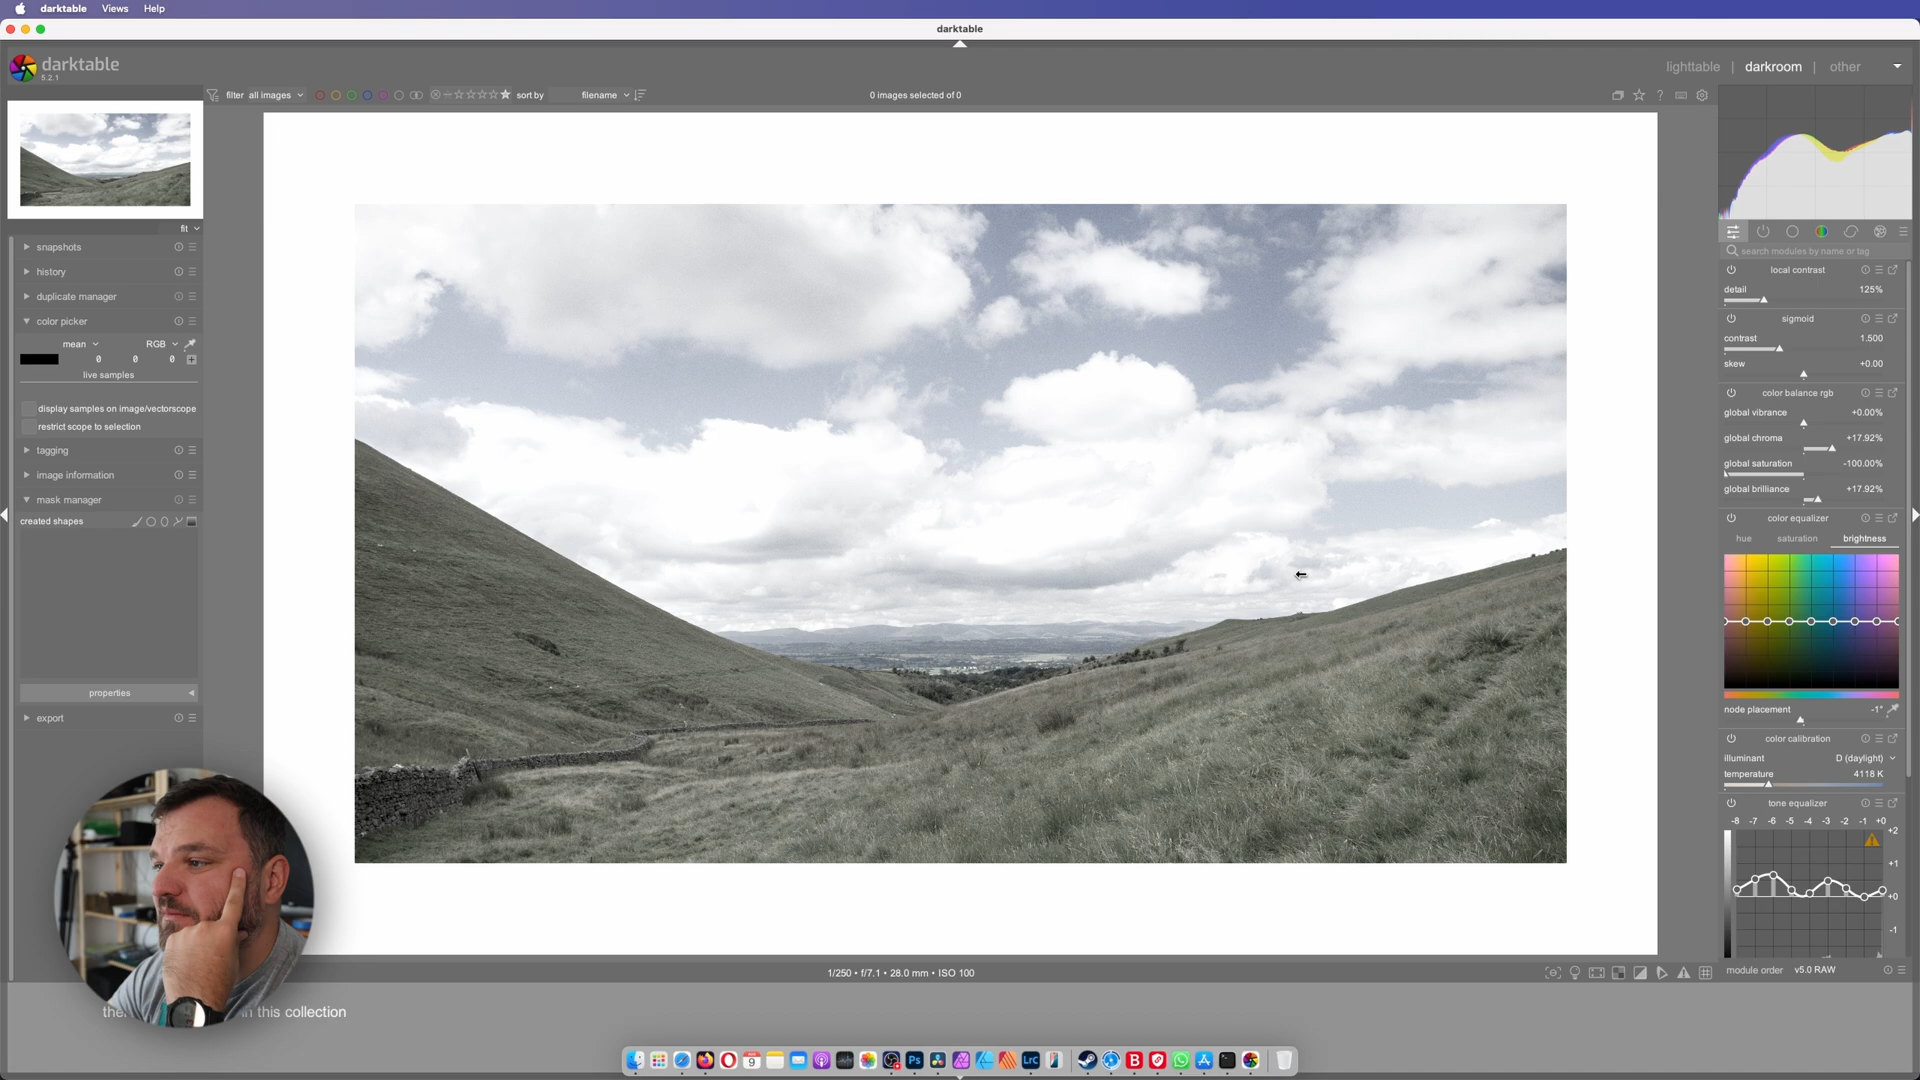 darktable Views Help
darktable
darktable
5.2.1
lighttable | darkroom | other
filter all images sort by filename
0 images selected of 0
fit
snapshots
history
duplicate manager
color picker
mean RGB
0 0 0
live samples
display samples on image/vectorscope
restrict scope to selection
tagging
image information
mask manager
created shapes
properties
export
in this collection
1/250 • f/7.1 • 28.0 mm • ISO 100
search modules by name or tag
local contrast
detail 125%
sigmoid
contrast 1.500
skew +0.00
color balance rgb
global vibrance +0.00%
global chroma +17.92%
global saturation -100.00%
global brilliance +17.92%
color equalizer
hue saturation brightness
node placement -1°
color calibration
illuminant D (daylight)
temperature 4118 K
tone equalizer
-8 -7 -6 -5 -4 -3 -2 -1 +0
+2
+1
+0
-1
module order v5.0 RAW
9
Ps
LrC
B